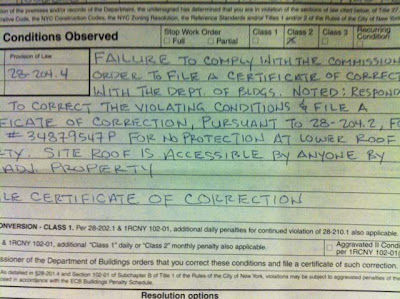 tion of the premises and/or records of the Department, the undersigned has determined that you are in violation of the sections of law cited below, of Title 27
trative Code, the NYC Construction Codes, the NYC Zoning Resolution, the Reference Standards and/or Titles 1 and/or 2 of the Rules of the City of New York
Conditions Observed
Stop Work Order
Full
Partial
Class 1
Class 2
Class 3
Recurring
Condition
Provision of Law
28-204.4
FAILURE TO COMPLY WITH THE COMMISSION
ORDER TO FILE A CERTIFICATE OF CORRECT
WITH THE DEPT. OF BLDGS. NOTED: RESPOND
TO CORRECT THE VIOLATING CONDITIONS & FILE A
FICATE OF CORRECTION, PURSUANT TO 28-204.2, FO
# 34879547P FOR NO PROTECTION AT LOWER ROOF
TY. SITE ROOF IS ACCESSIBLE BY ANYONE BY
ADJ. PROPERTY
LE CERTIFICATE OF CORRECTION
ONVERSION - CLASS 1. Per 28-202.1 & 1RCNY 102-01, additional daily penalties for continued violation of 28-210.1 also applicable.
& 1RCNY 102-01, additional "Class 1" daily or "Class 2" monthly penalty also applicable.
Aggravated II Condi
per 1RCNY 102-01
ssioner of the Department of Buildings orders that you correct these conditions and file a certificate of such correction.
As detailed in §28-201.4 and Section 102-01 of Subchapter B of Title 1 of the Rules of the City of New York, violations may be subject to aggravated penalties of the
posed in accordance with the ECB Buildings Penalty Schedule.
Resolution options